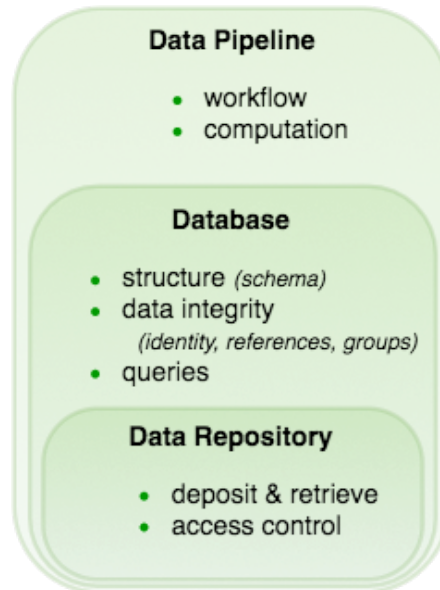 Data Pipeline
• workflow
• computation
Database
• structure (schema)
• data integrity
(identity, references, groups)
• queries
Data Repository
• deposit & retrieve
• access control